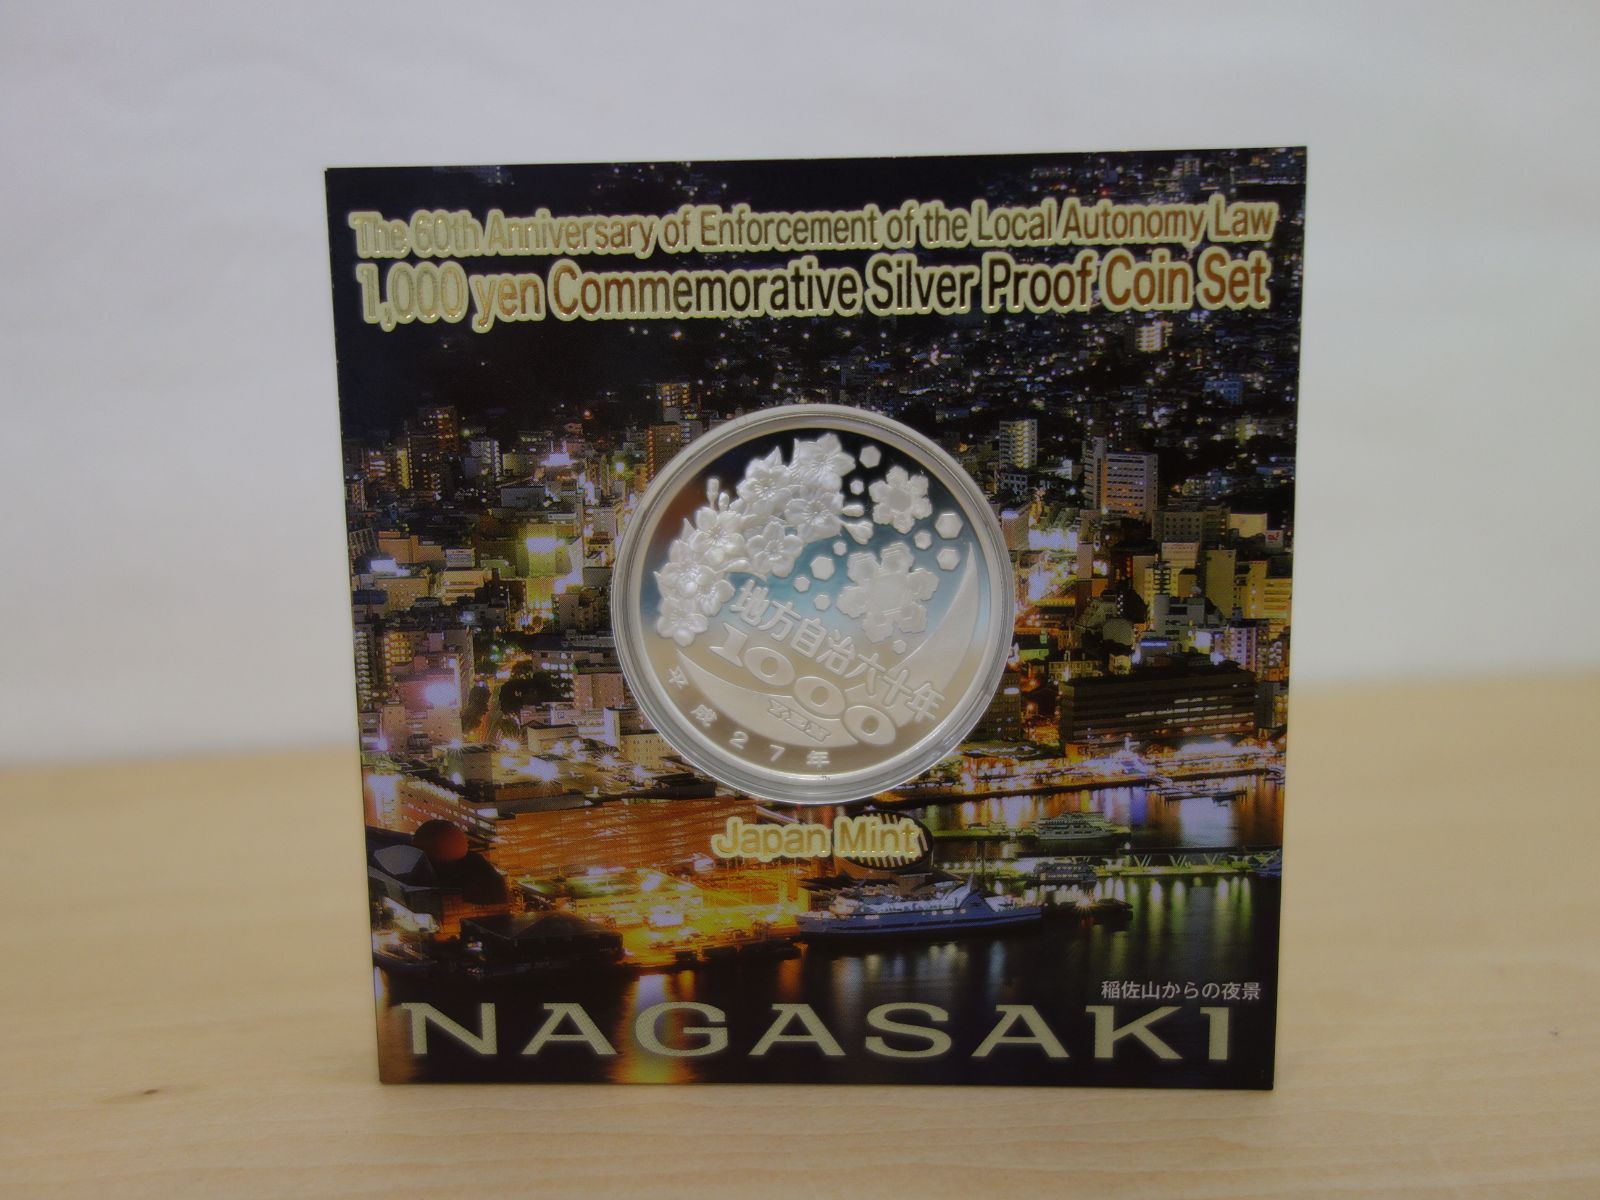 The 60th Anniversary of Enforcement of the Local Autonomy Law
1,000 yen Commemorative Silver Proof Coin Set
地方自治六十年
1000
YEN
平成27年
Japan Mint
稲佐山からの夜景
NAGASAKI